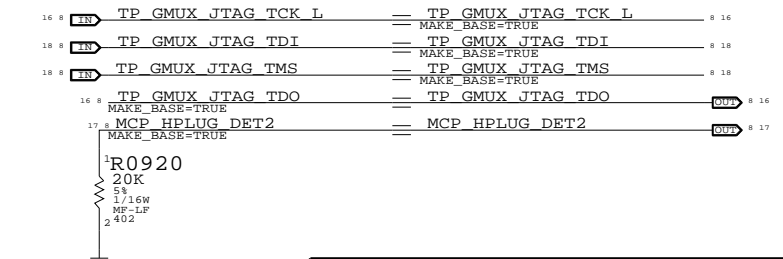 16 8 IN TP_GMUX_JTAG_TCK_L TP_GMUX_JTAG_TCK_L 8 16
MAKE_BASE=TRUE
18 8 IN TP_GMUX_JTAG_TDI TP_GMUX_JTAG_TDI 8 18
MAKE_BASE=TRUE
18 8 IN TP_GMUX_JTAG_TMS TP_GMUX_JTAG_TMS 8 18
MAKE_BASE=TRUE
16 8 TP_GMUX_JTAG_TDO TP_GMUX_JTAG_TDO OUT 8 16
MAKE_BASE=TRUE
17 8 MCP_HPLUG_DET2 MCP_HPLUG_DET2 OUT 8 17
MAKE_BASE=TRUE
1 R0920
20K
5%
1/16W
MF-LF
2 402